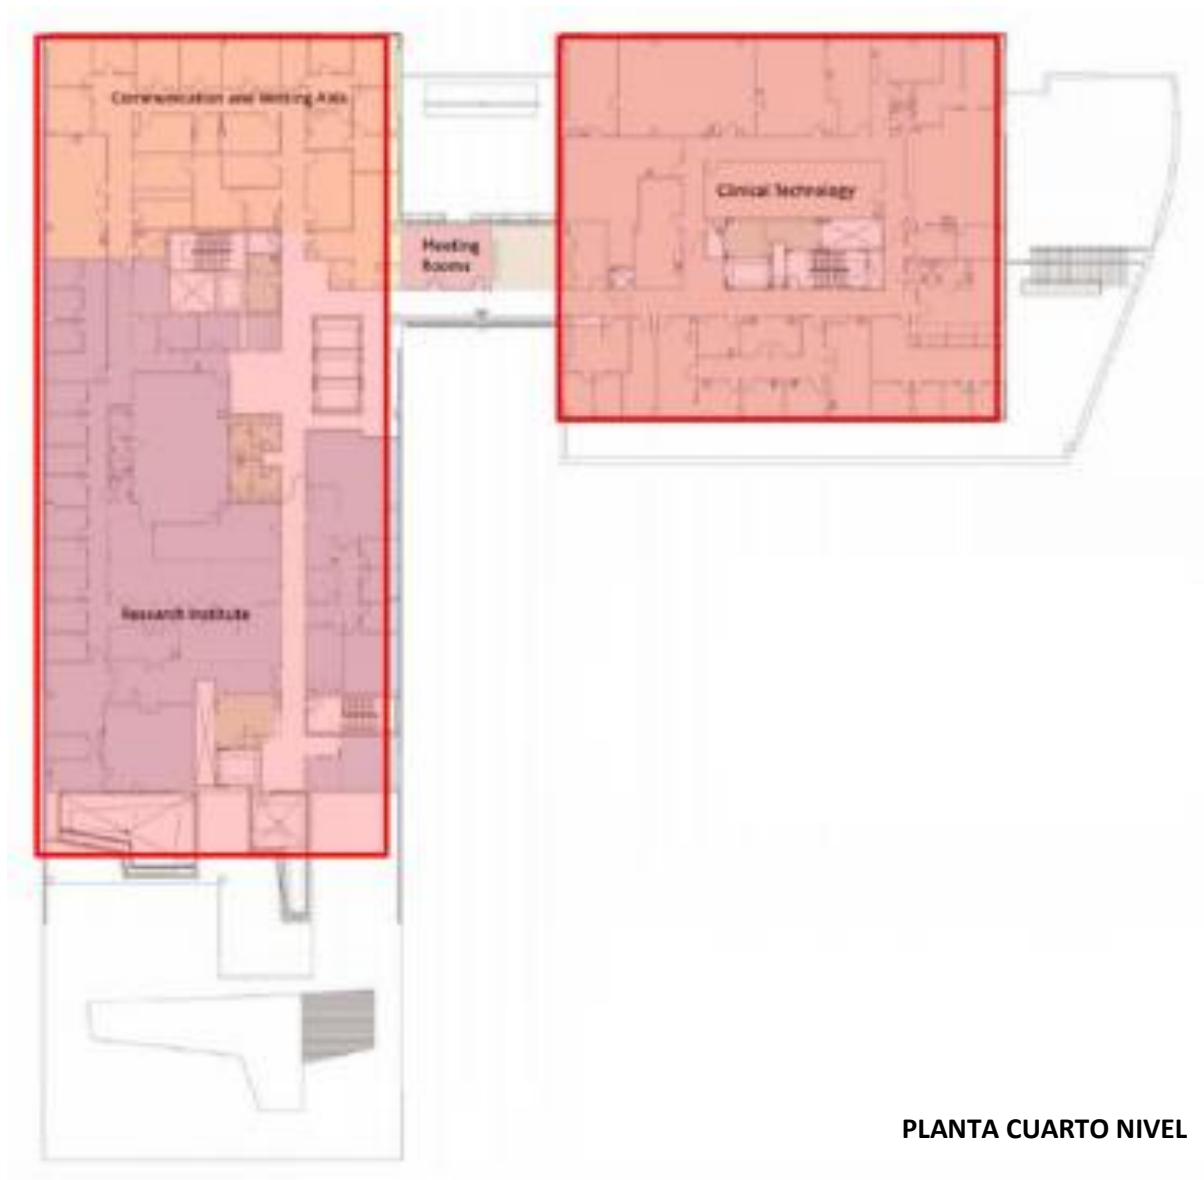 Communication and Writing Aids
Clinical Technology
Meeting
Rooms
Research Institute
PLANTA CUARTO NIVEL